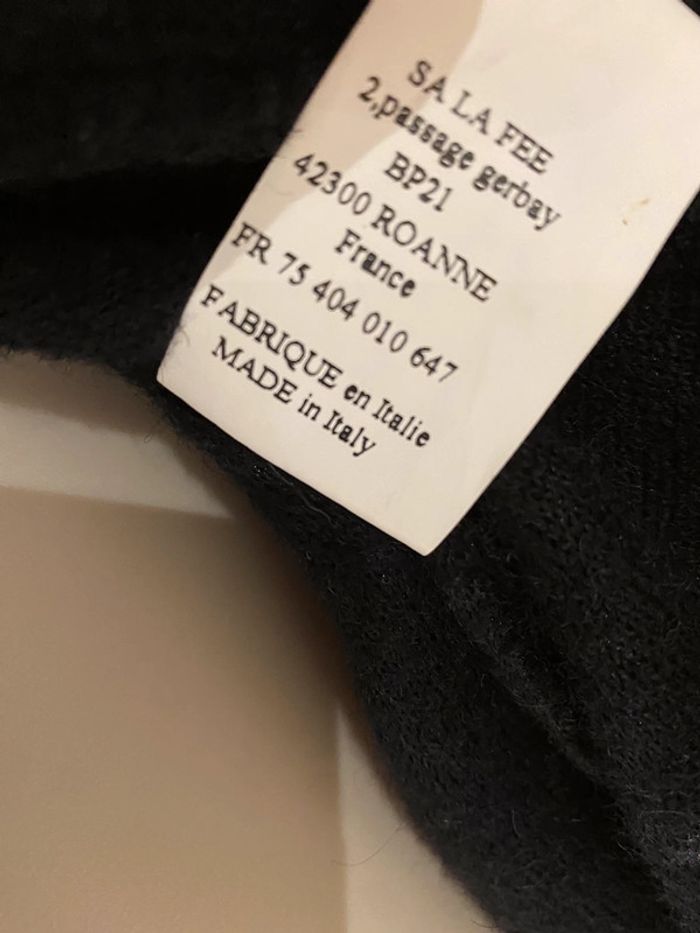 SA LA FEE
2,passage gerbay
BP21
42300 ROANNE
France
FR 75 404 010 647
FABRIQUE en Italie
MADE in Italy